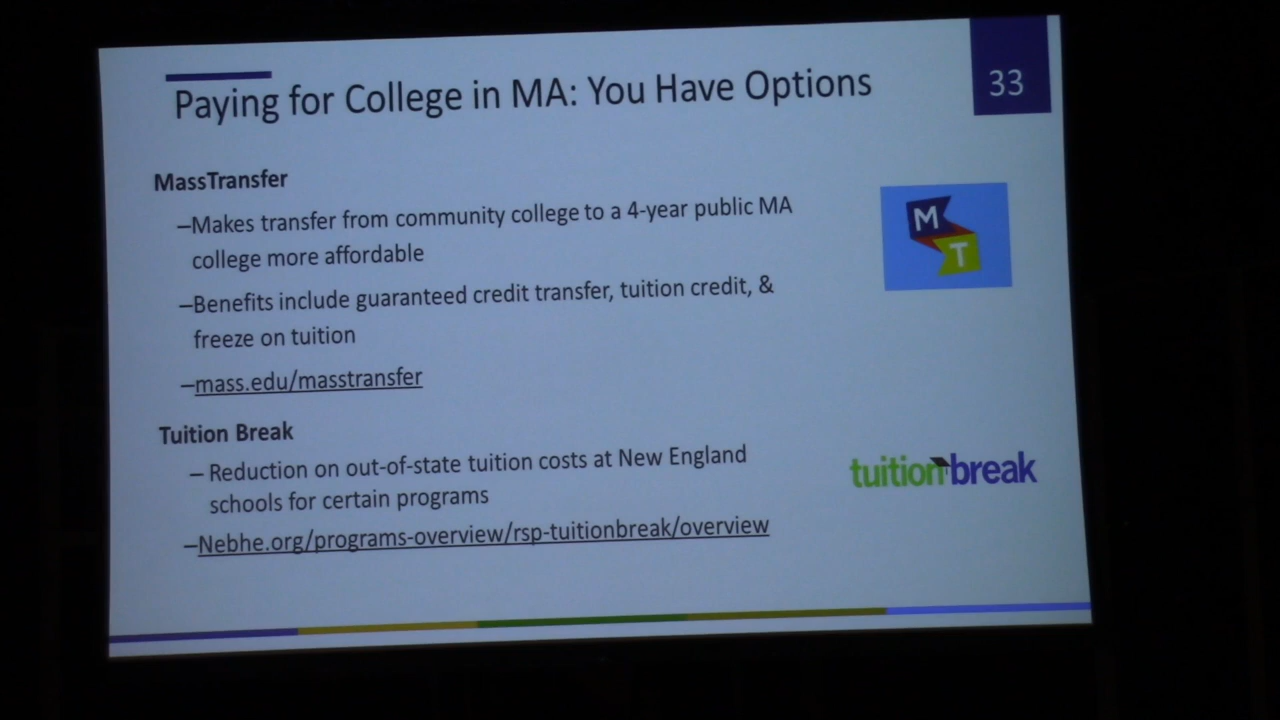 33
Paying for College in MA: You Have Options
MassTransfer
–Makes transfer from community college to a 4-year public MA
college more affordable
–Benefits include guaranteed credit transfer, tuition credit, &
freeze on tuition
–mass.edu/masstransfer
M
T
Tuition Break
– Reduction on out-of-state tuition costs at New England
schools for certain programs
tuition break
–Nebhe.org/programs-overview/rsp-tuitionbreak/overview